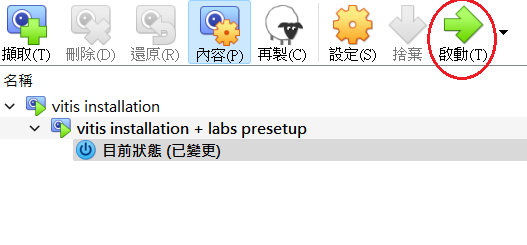 擷取(T) 刪除(D) 還原(R) 內容(P) 再製(C) 設定(S) 捨棄 啟動(T)
名稱
vitis installation
vitis installation + labs presetup
目前狀態 (已變更)